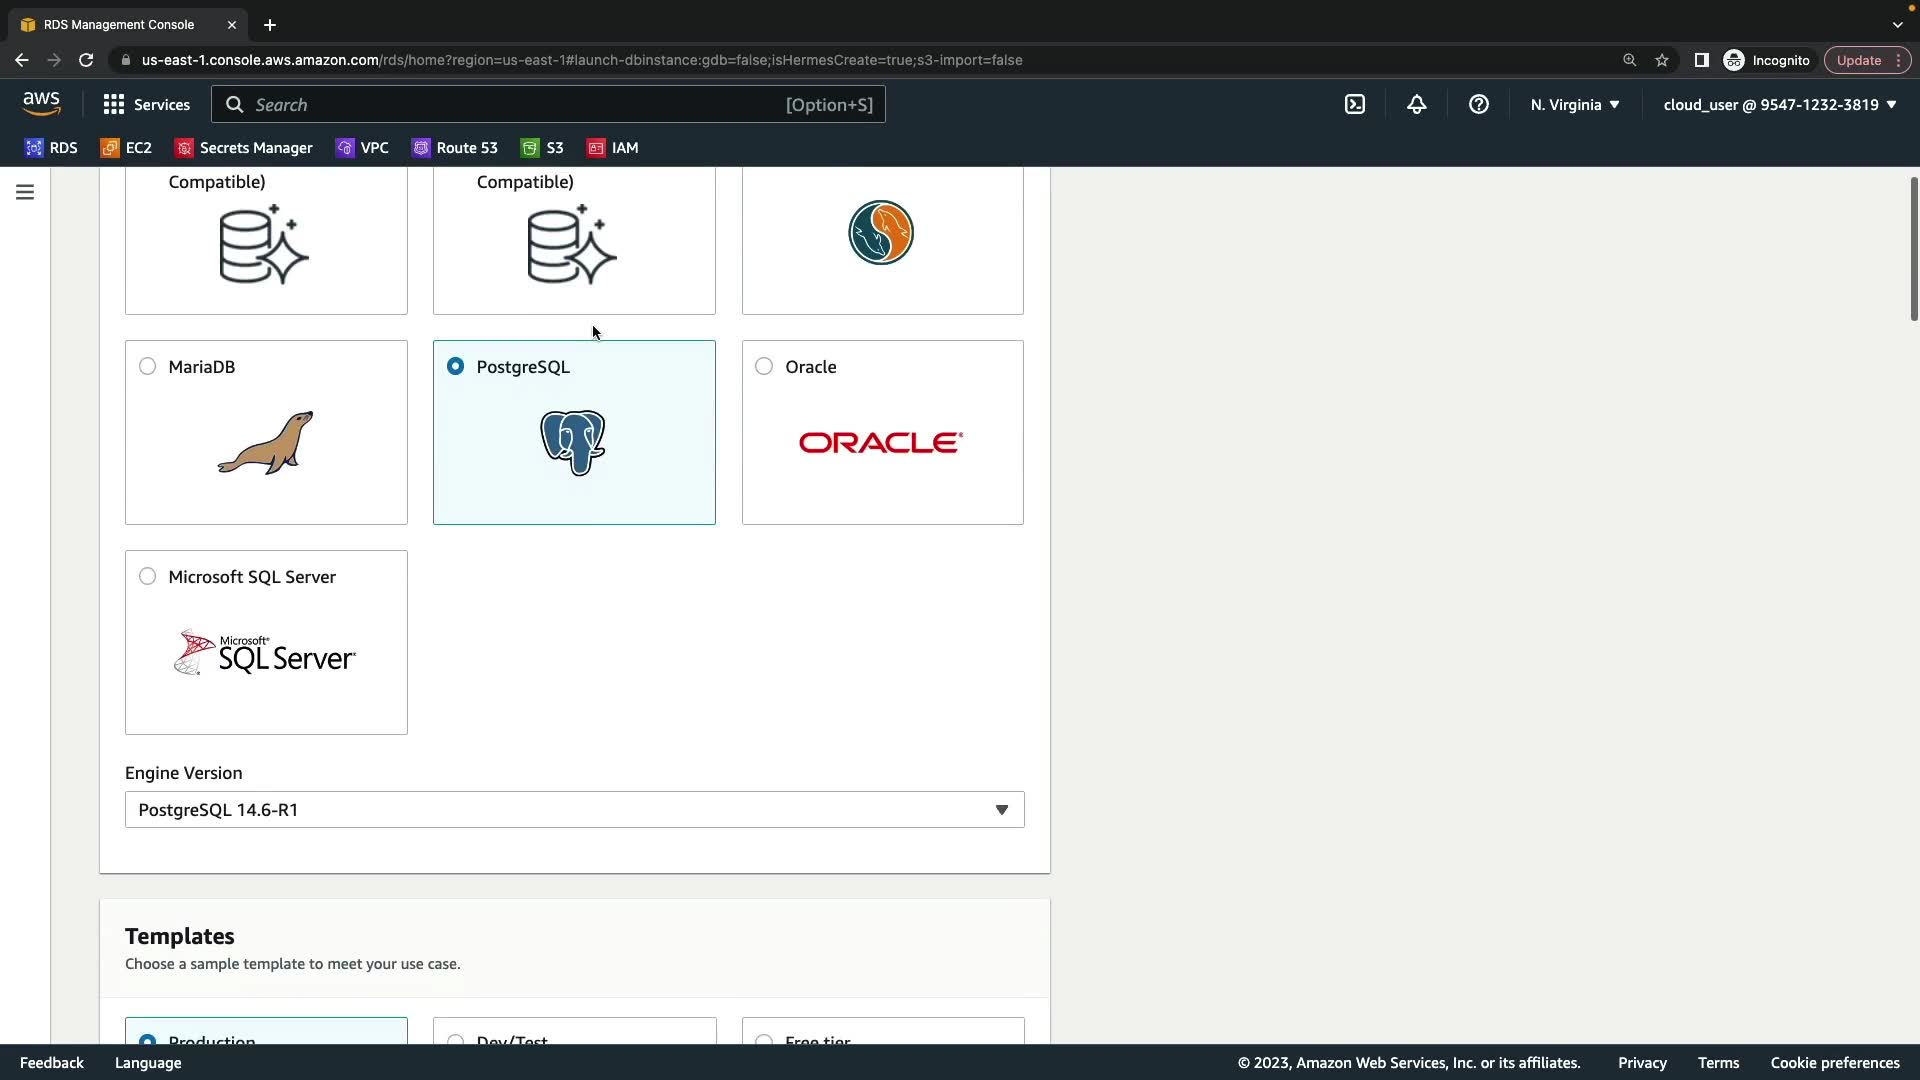 RDS Management Console
us-east-1.console.aws.amazon.com/rds/home?region=us-east-1#launch-dbinstance:gdb=false;isHermesCreate=true;s3-import=false
Incognito
Update
aws
Services
Search
[Option+S]
N. Virginia
cloud_user @ 9547-1232-3819
RDS
EC2
Secrets Manager
VPC
Route 53
S3
IAM
Compatible)
Compatible)
MariaDB
PostgreSQL
Oracle
ORACLE
Microsoft SQL Server
Microsoft
SQL Server
Engine Version
PostgreSQL 14.6-R1
Templates
Choose a sample template to meet your use case.
Production
Dev/Test
Free tier
Feedback
Language
© 2023, Amazon Web Services, Inc. or its affiliates.
Privacy
Terms
Cookie preferences